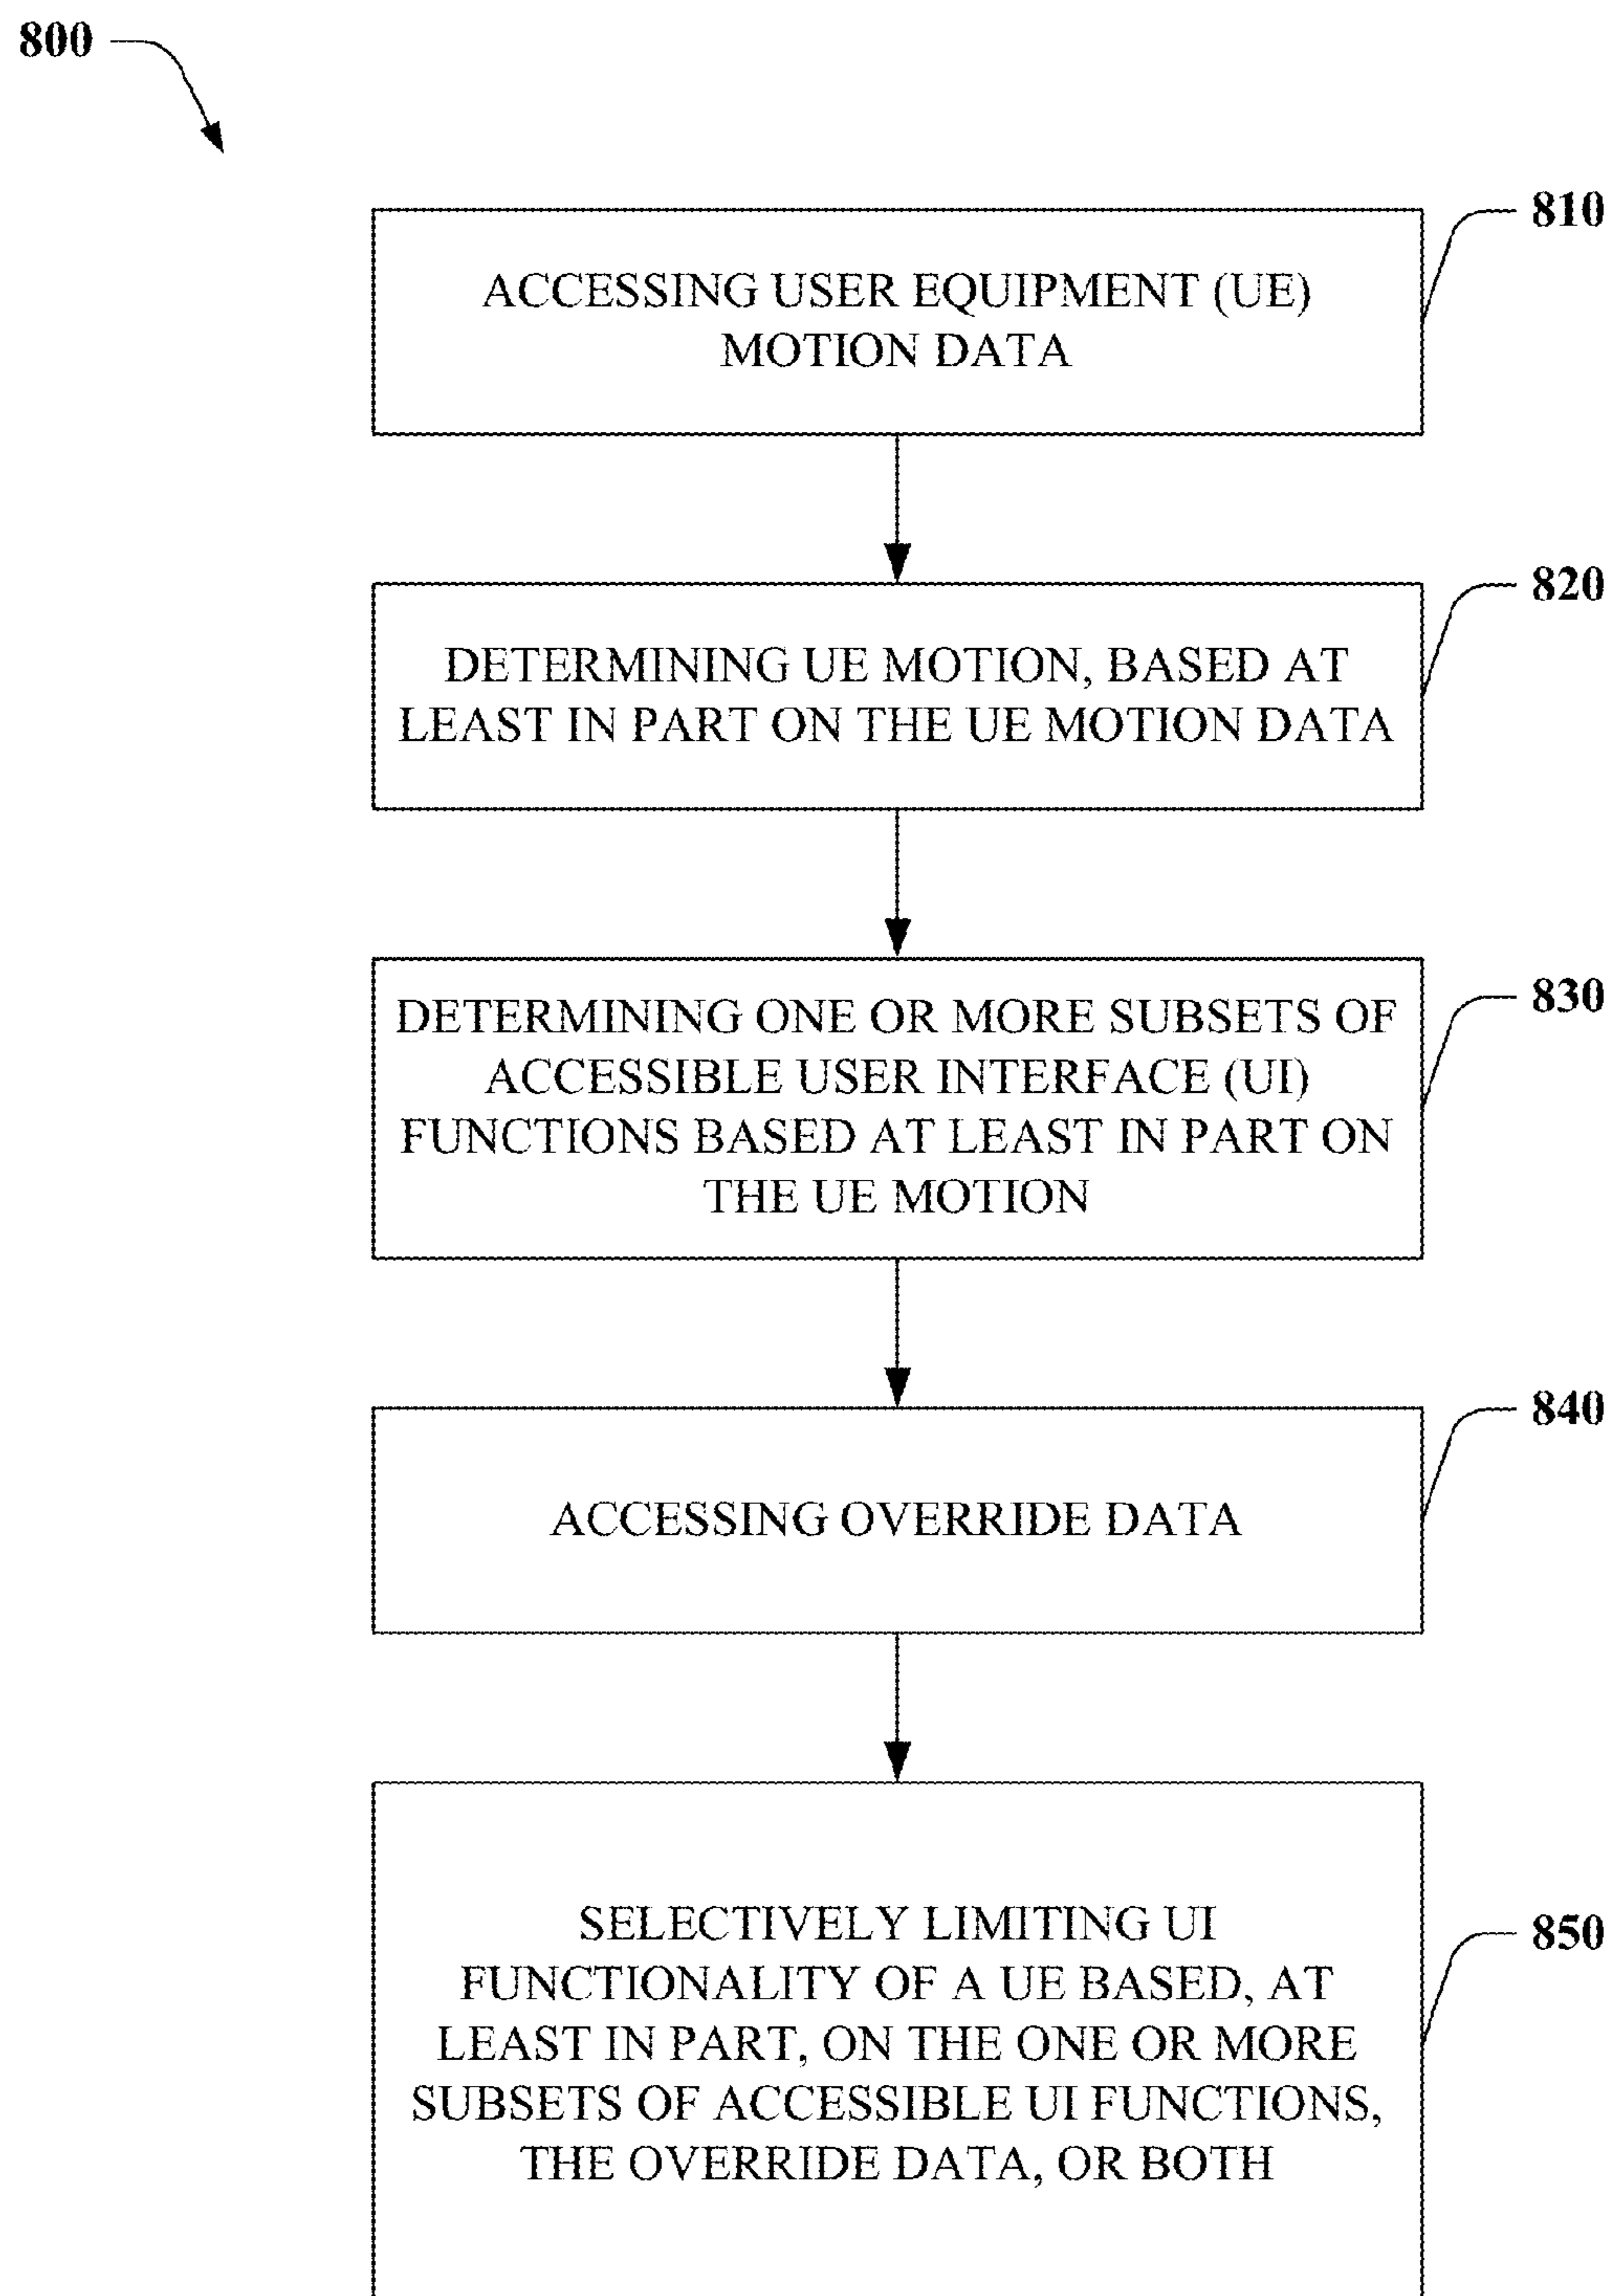 800
810
ACCESSING USER EQUIPMENT (UE)
MOTION DATA
820
DETERMINING UE MOTION, BASED AT
LEAST IN PART ON THE UE MOTION DATA
830
DETERMINING ONE OR MORE SUBSETS OF
ACCESSIBLE USER INTERFACE (UI)
FUNCTIONS BASED AT LEAST IN PART ON
THE UE MOTION
840
ACCESSING OVERRIDE DATA
850
SELECTIVELY LIMITING UI
FUNCTIONALITY OF A UE BASED, AT
LEAST IN PART, ON THE ONE OR MORE
SUBSETS OF ACCESSIBLE UI FUNCTIONS,
THE OVERRIDE DATA, OR BOTH